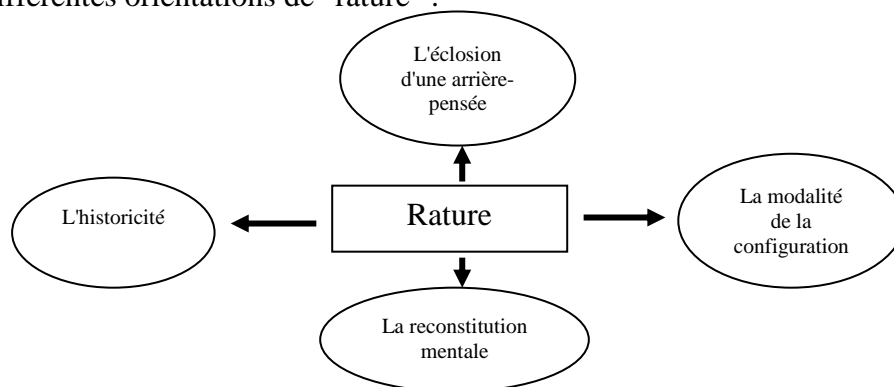 différentes orientations de "rature" :
L'éclosion
d'une arrière-
pensée
L'historicité
Rature
La modalité
de la
configuration
La reconstitution
mentale